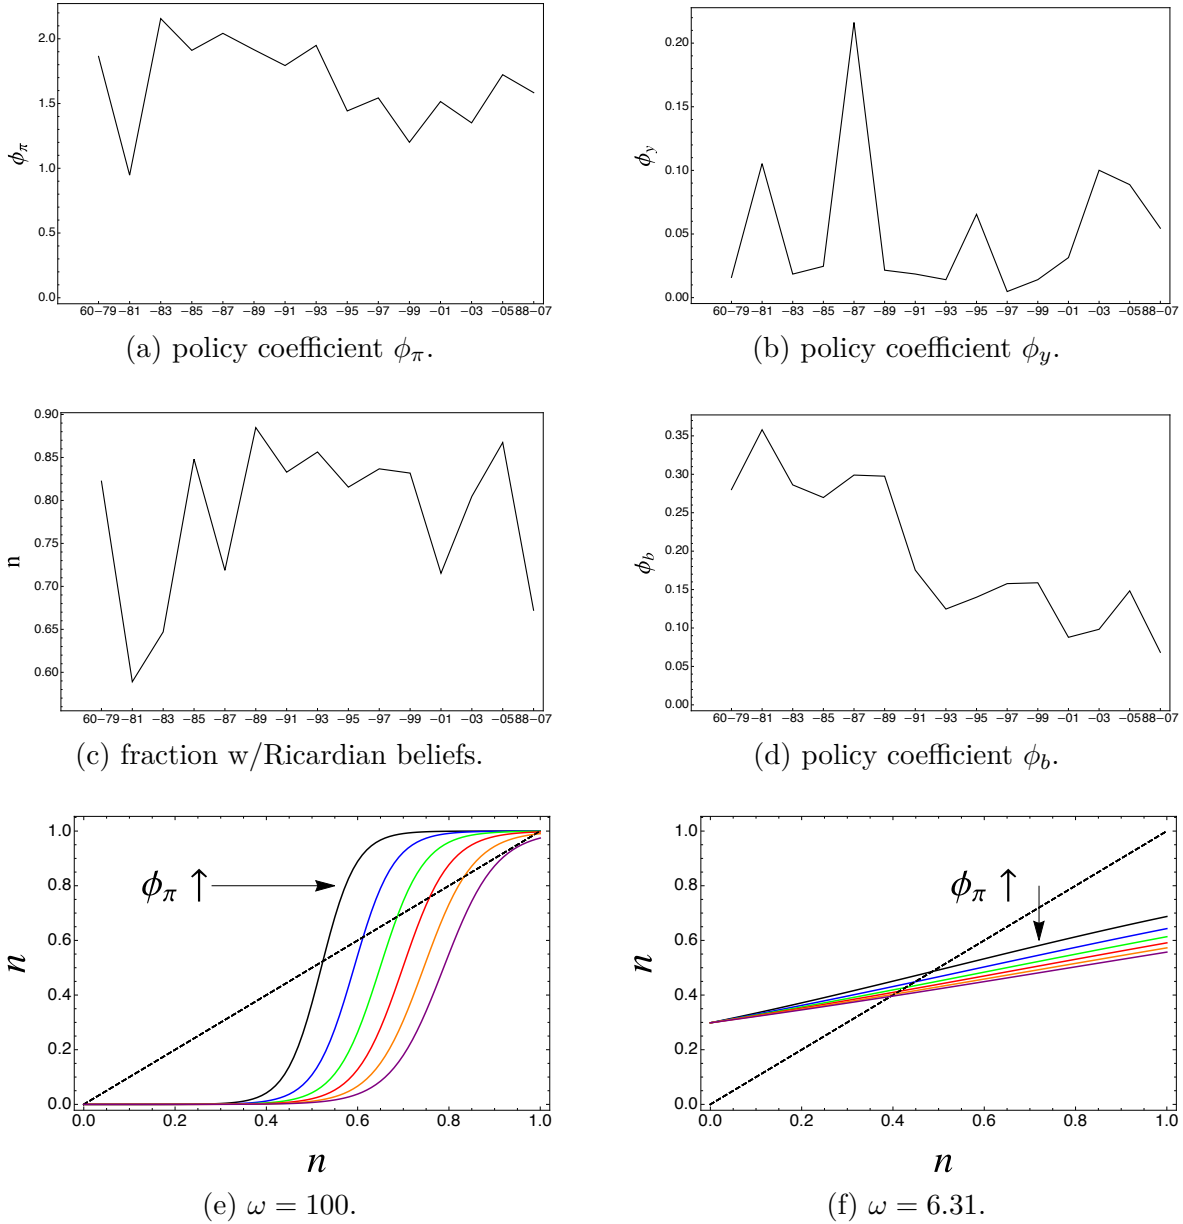 2.0
1.5
1.0
0.5
0.0
ϕπ
60−79 −81 −83 −85 −87 −89 −91 −93 −95 −97 −99 −01 −03 −0588−07
(a) policy coefficient ϕπ.
0.20
0.15
0.10
0.05
0.00
ϕy
60−79 −81 −83 −85 −87 −89 −91 −93 −95 −97 −99 −01 −03 −0588−07
(b) policy coefficient ϕy.
0.90
0.85
0.80
0.75
0.70
0.65
0.60
n
60−79 −81 −83 −85 −87 −89 −91 −93 −95 −97 −99 −01 −03 −0588−07
(c) fraction w/Ricardian beliefs.
0.35
0.30
0.25
0.20
0.15
0.10
0.05
0.00
ϕb
60−79 −81 −83 −85 −87 −89 −91 −93 −95 −97 −99 −01 −03 −0588−07
(d) policy coefficient ϕb.
1.0
0.8
0.6
0.4
0.2
0.0
n
ϕπ ↑
0.0 0.2 0.4 0.6 0.8 1.0
n
(e) ω = 100.
1.0
0.8
0.6
0.4
0.2
0.0
n
ϕπ ↑
0.0 0.2 0.4 0.6 0.8 1.0
n
(f) ω = 6.31.